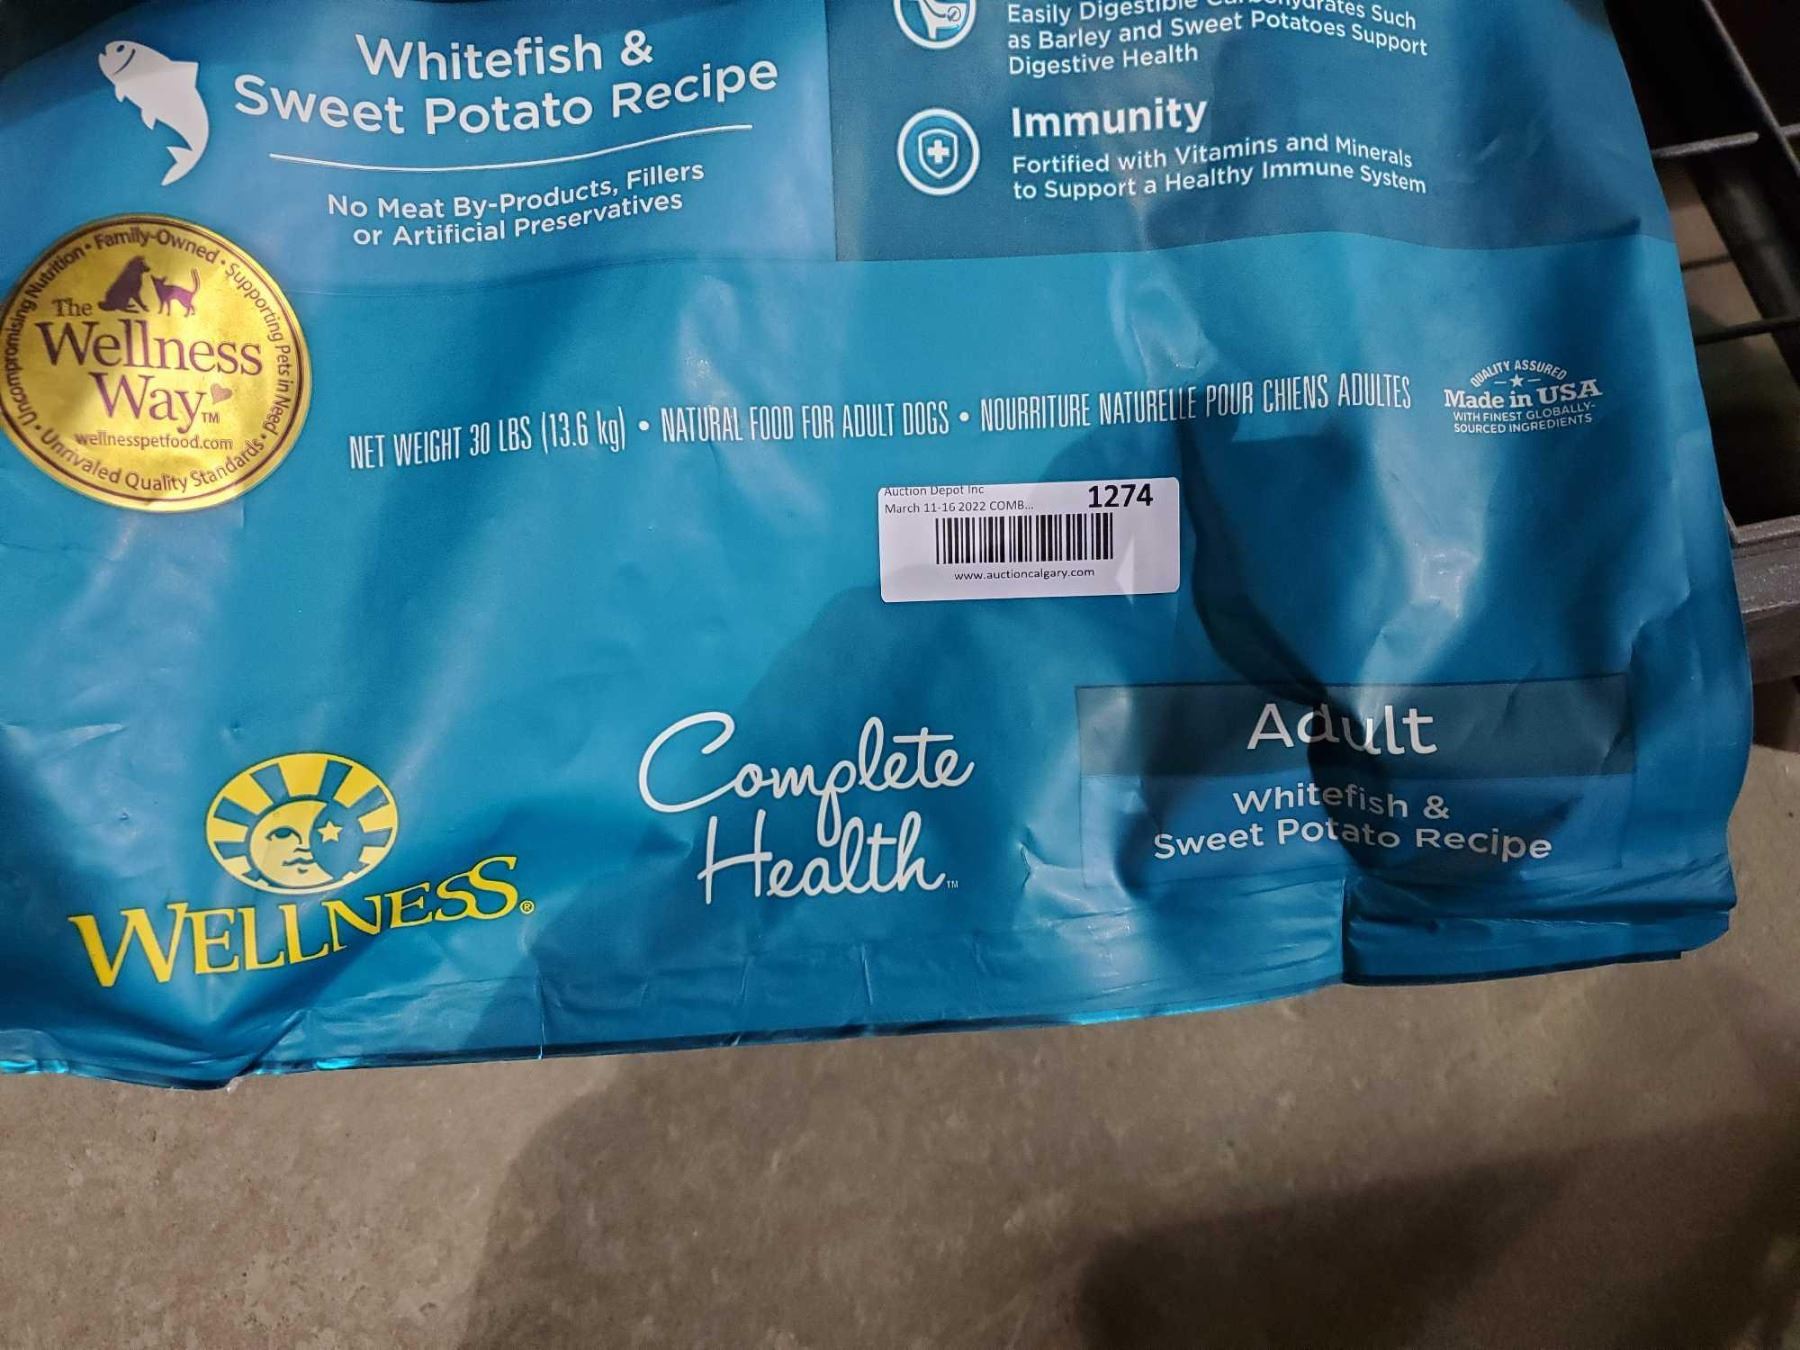 Whitefish &
Sweet Potato Recipe
No Meat By-Products, Fillers
or Artificial Preservatives
Easily Digestible Carbohydrates Such
as Barley and Sweet Potatoes Support
Digestive Health
Immunity
Fortified with Vitamins and Minerals
to Support a Healthy Immune System
Uncompromising Nutrition • Family-Owned • Supporting Pets in Need • Unrivaled Quality Standards •
The
Wellness
Way™
wellnesspetfood.com
NET WEIGHT 30 LBS (13.6 kg) • NATURAL FOOD FOR ADULT DOGS • NOURRITURE NATURELLE POUR CHIENS ADULTES
QUALITY ASSURED
Made in USA
WITH FINEST GLOBALLY-
SOURCED INGREDIENTS
Auction Depot Inc
March 11-16 2022 COMB...
1274
www.auctioncalgary.com
WELLNESS®
Complete
Health™
Adult
Whitefish &
Sweet Potato Recipe